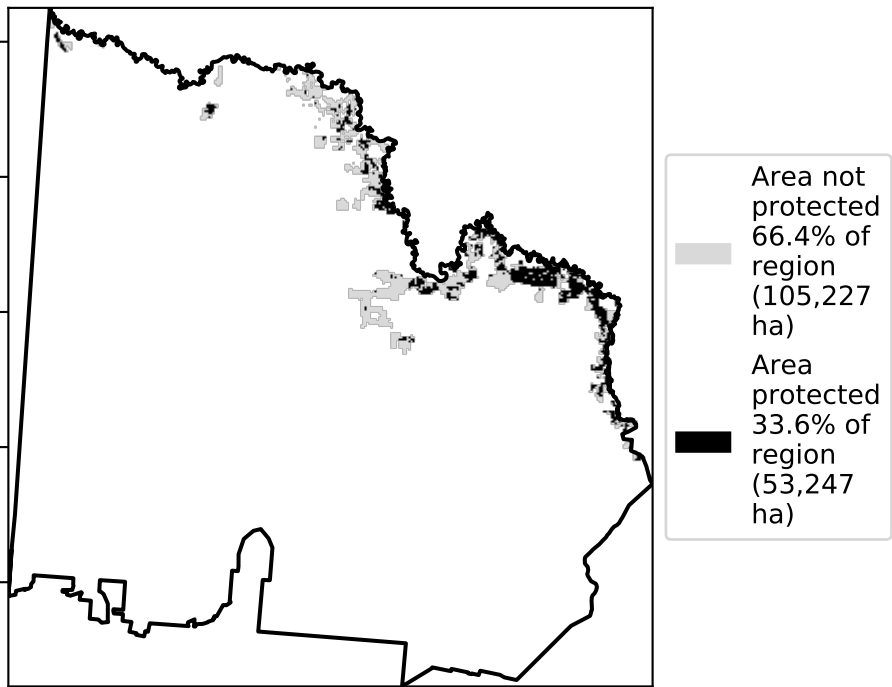 Area not
protected
66.4% of
region
(105,227
ha)
Area
protected
33.6% of
region
(53,247
ha)